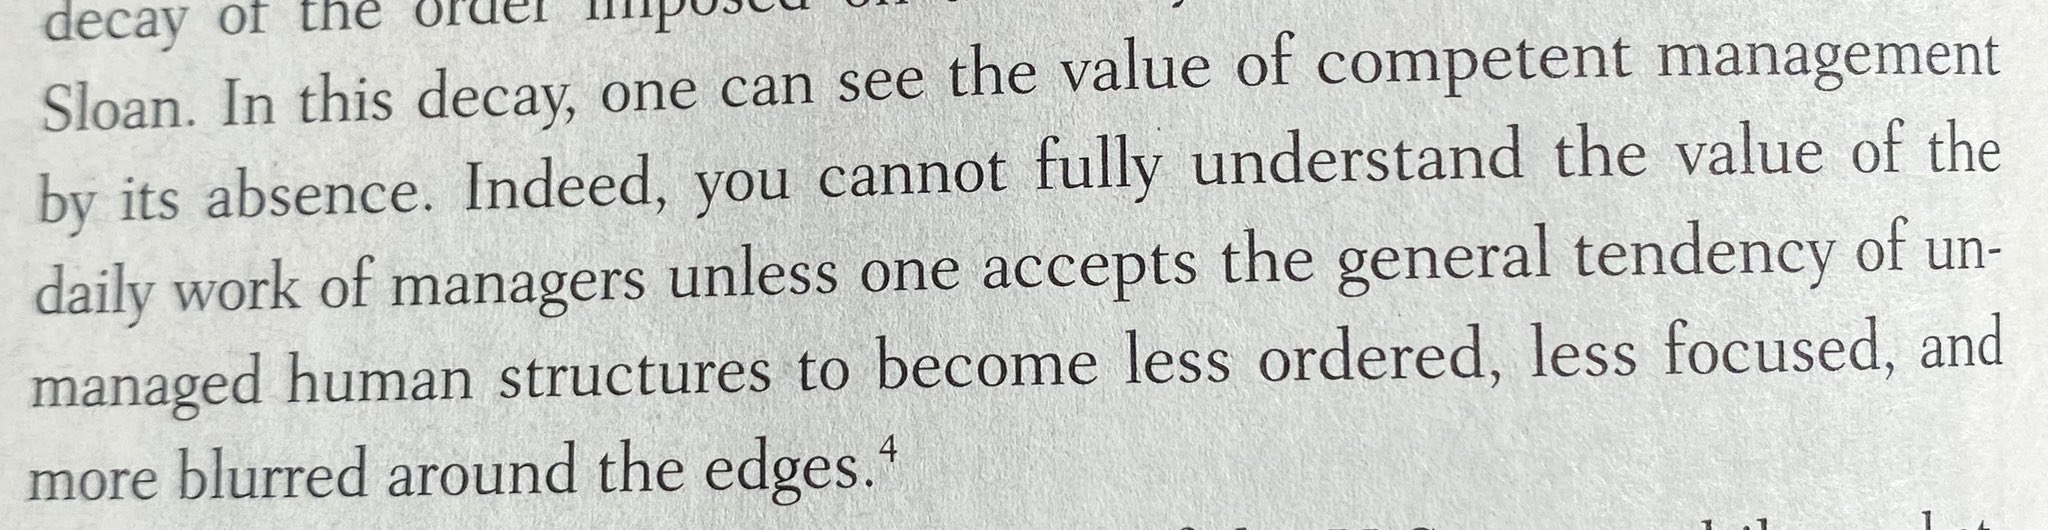 decay of the order imposed on
Sloan. In this decay, one can see the value of competent management
by its absence. Indeed, you cannot fully understand the value of the
daily work of managers unless one accepts the general tendency of un-
managed human structures to become less ordered, less focused, and
more blurred around the edges.4